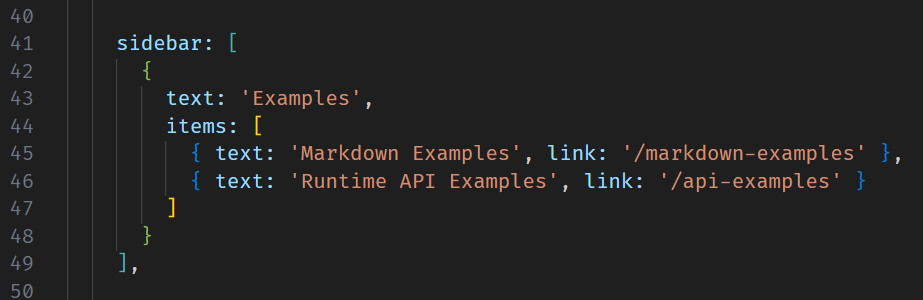 40
41 sidebar: [
42 {
43 text: 'Examples',
44 items: [
45 { text: 'Markdown Examples', link: '/markdown-examples' },
46 { text: 'Runtime API Examples', link: '/api-examples' }
47 ]
48 }
49 ],
50